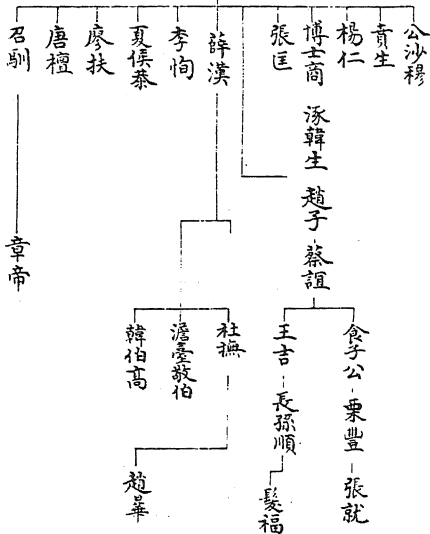 公沙穆
賁生
楊仁
博士商
張匡
薛漢
李恂
夏侯恭
廖扶
唐檀
召馴
涿韓生
趙子
蔡誼
章帝
食子公
栗豐
張就
王吉
長孫順
髮福
杜撫
澹臺敬伯
韓伯高
趙曄